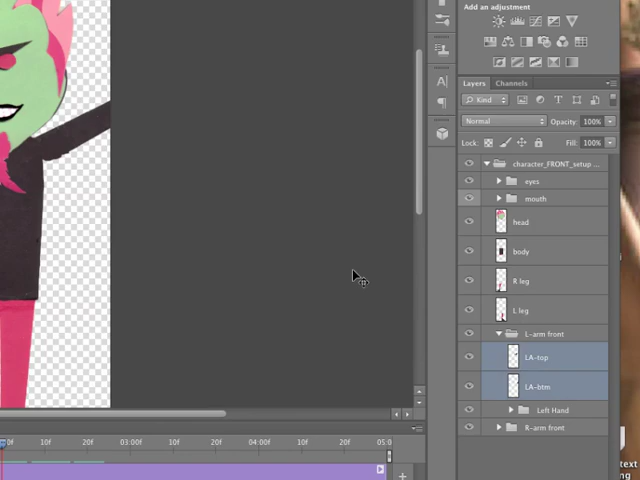 Add an adjustment
Layers
Channels
Kind
Normal
Opacity: 100%
Lock:
Fill: 100%
character_FRONT_setup ...
eyes
mouth
head
body
R leg
L leg
L-arm front
LA-top
LA-btm
Left Hand
R-arm front
10f
20f
03:00f
10f
20f
04:00f
10f
20f
05:0
text